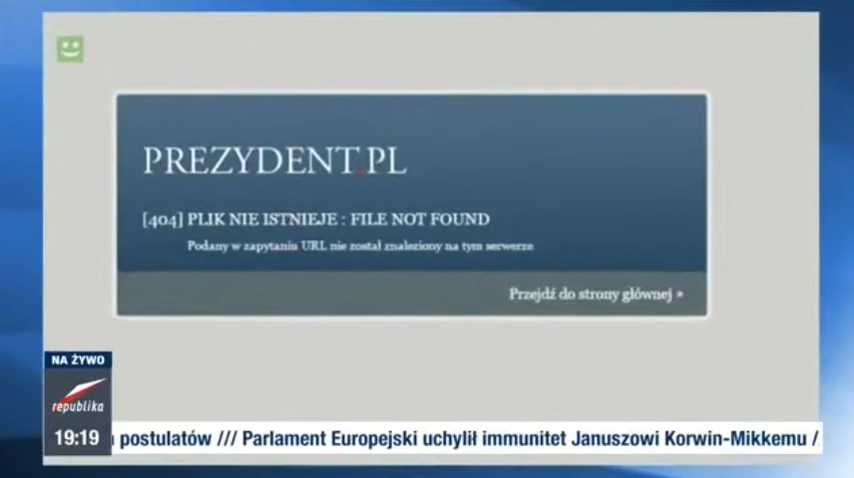 PREZYDENT.PL
[404] PLIK NIE ISTNIEJE : FILE NOT FOUND
Podany w zapytaniu URL nie został znaleziony na tym serwerze
Przejdź do strony głównej »
NA ŻYWO
republika
19:19
postulatów /// Parlament Europejski uchylił immunitet Januszowi Korwin-Mikkemu /